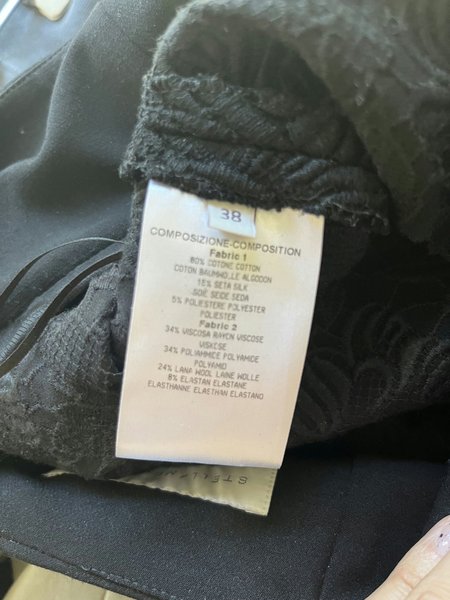 38
COMPOSIZIONE-COMPOSITION
Fabric 1
80% COTONE COTTON
COTON BAUMWOLLE ALGODON
15% SETA SILK
SOIE SEIDE SEDA
5% POLIESTERE POLYESTER
POLIESTER
Fabric 2
34% VISCOSA RAYON VISCOSE
VISKOSE
34% POLIAMMIDE POLYAMIDE
POLYAMID
24% LANA WOOL LAINE WOLLE
8% ELASTAN ELASTANE
ELASTHANNE ELASTHAN ELASTANO